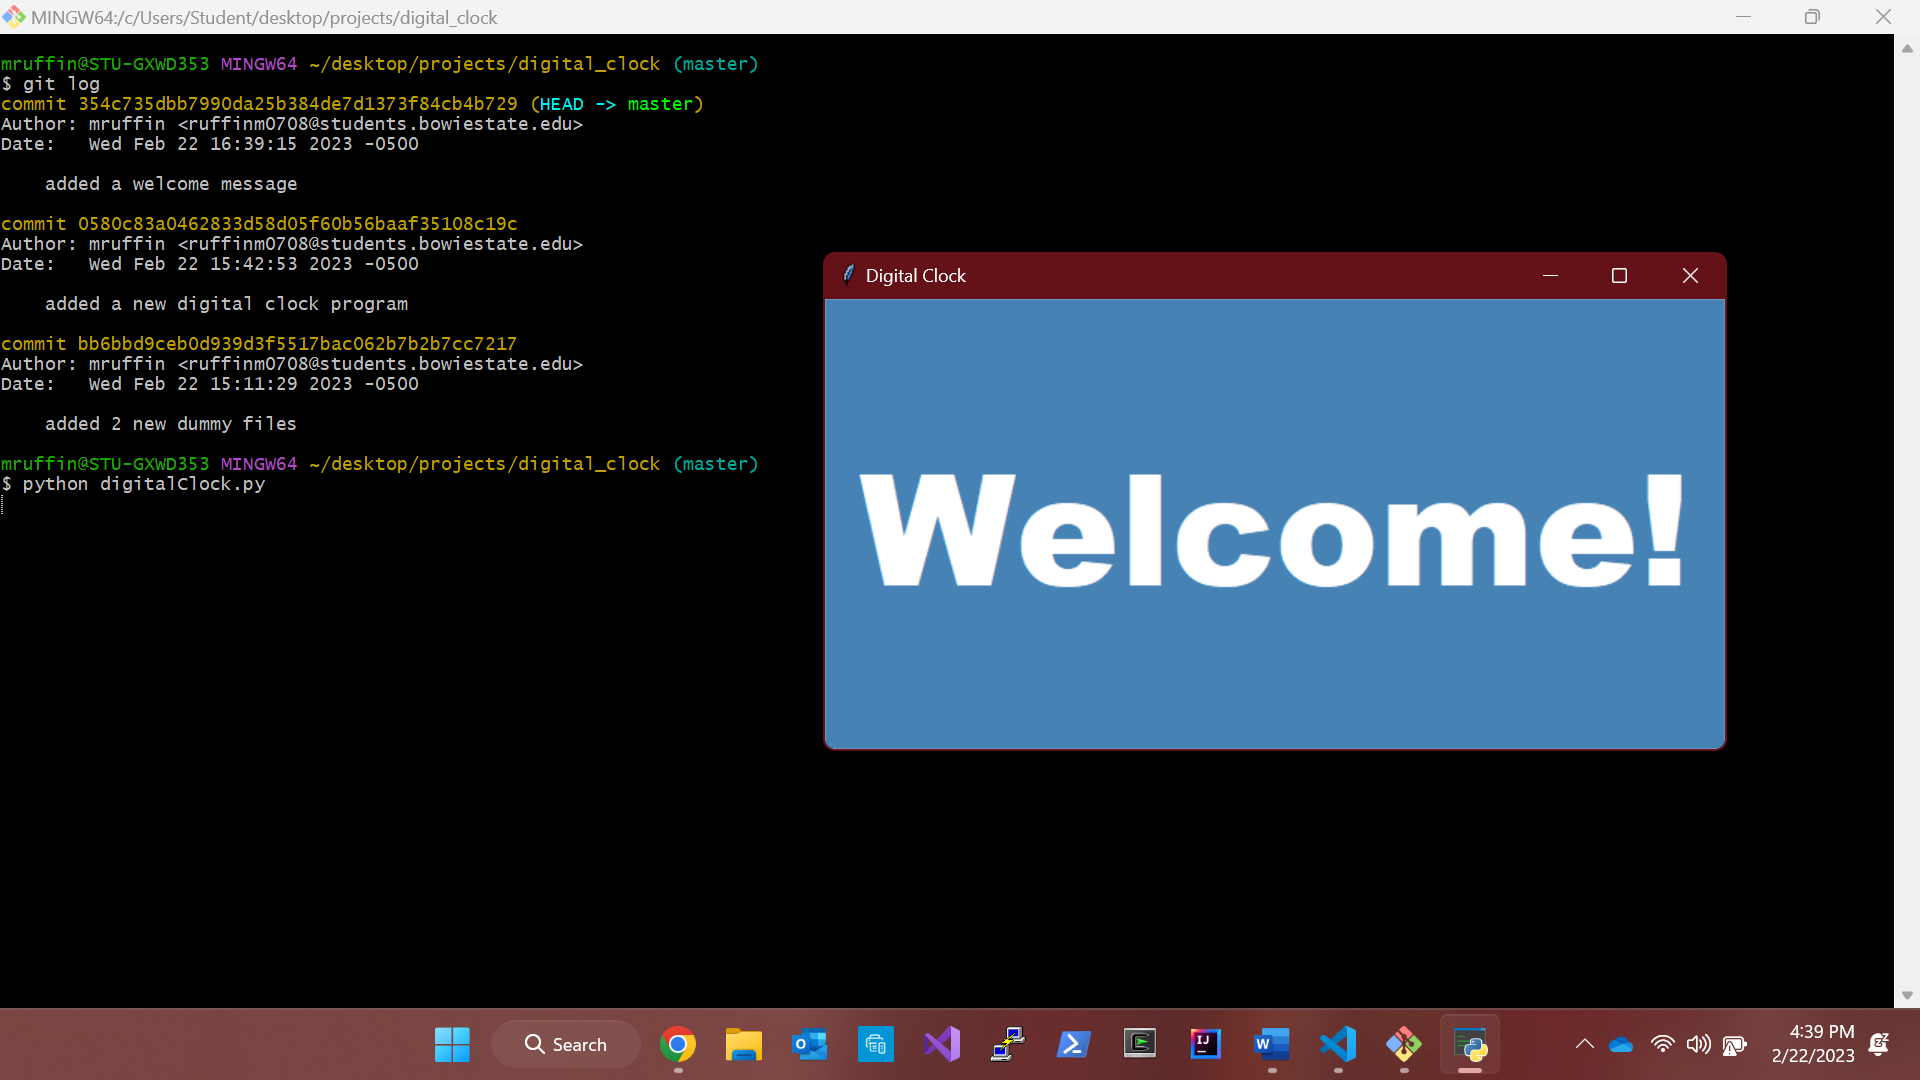 MINGW64:/c/Users/Student/desktop/projects/digital_clock
mruffin@STU-GXWD353 MINGW64 ~/desktop/projects/digital_clock (master)
$ git log
commit 354c735dbb7990da25b384de7d1373f84cb4b729 (HEAD -> master)
Author: mruffin <ruffinm0708@students.bowiestate.edu>
Date:   Wed Feb 22 16:39:15 2023 -0500
added a welcome message
commit 0580c83a0462833d58d05f60b56baaf35108c19c
Author: mruffin <ruffinm0708@students.bowiestate.edu>
Date:   Wed Feb 22 15:42:53 2023 -0500
added a new digital clock program
commit bb6bbd9ceb0d939d3f5517bac062b7b2b7cc7217
Author: mruffin <ruffinm0708@students.bowiestate.edu>
Date:   Wed Feb 22 15:11:29 2023 -0500
added 2 new dummy files
mruffin@STU-GXWD353 MINGW64 ~/desktop/projects/digital_clock (master)
$ python digitalClock.py
Digital Clock
Welcome!
Search
4:39 PM
2/22/2023